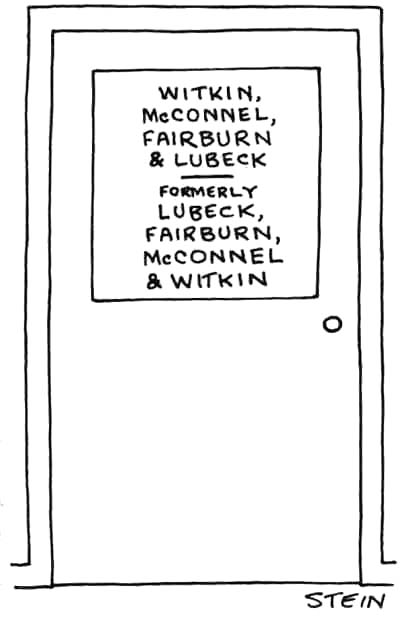 WITKIN,
McCONNEL,
FAIRBURN
& LUBECK
FORMERLY
LUBECK,
FAIRBURN,
McCONNEL
& WITKIN
STEIN